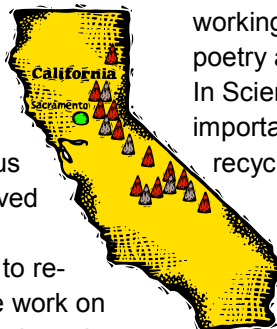 working
poetry a
California
In Scien
Sacramento
importa
us
recyc
ved
to re-
e work on